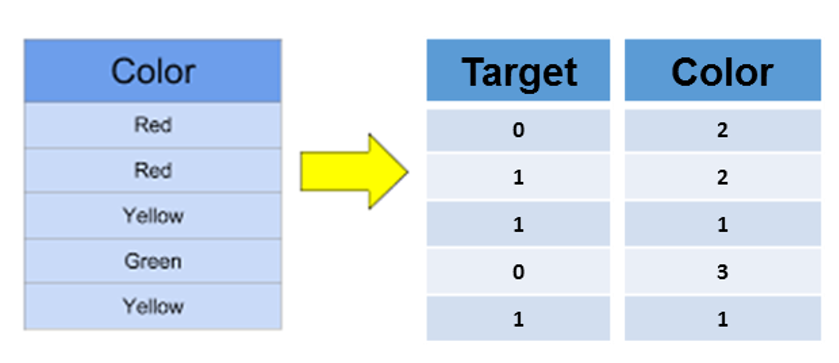 Color
Red
Red
Yellow
Green
Yellow
Target Color
0 2
1 2
1 1
0 3
1 1